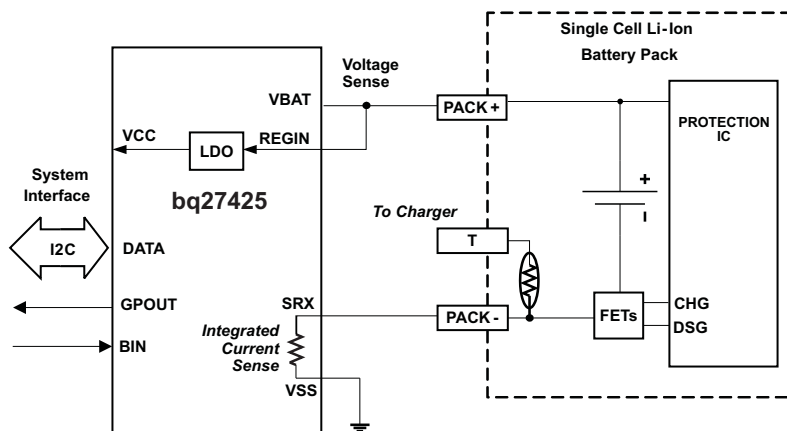 Single Cell Li-Ion
Battery Pack
Voltage
Sense
VBAT
PACK +
VCC
REGIN
LDO
PROTECTION
IC
System
Interface
bq27425
+
To Charger
I2C
DATA
T
GPOUT
SRX
PACK -
FETs
CHG
DSG
BIN
Integrated
Current
Sense
VSS